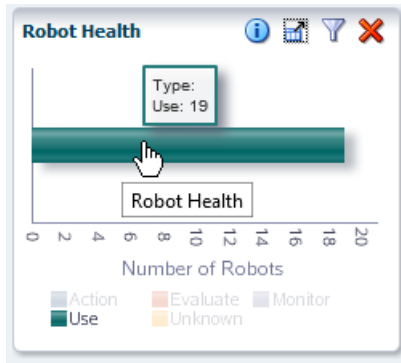 Robot Health
Type:
Use: 19
Robot Health
0 2 4 6 8 10 12 14 16 18 20
Number of Robots
Action Evaluate Monitor
Use Unknown